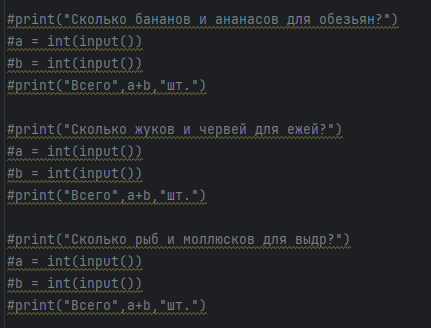 #print("Сколько бананов и ананасов для обезьян?")
#a = int(input())
#b = int(input())
#print("Всего",a+b,"шт.")
#print("Сколько жуков и червей для ежей?")
#a = int(input())
#b = int(input())
#print("Всего",a+b,"шт.")
#print("Сколько рыб и моллюсков для выдр?")
#a = int(input())
#b = int(input())
#print("Всего",a+b,"шт.")